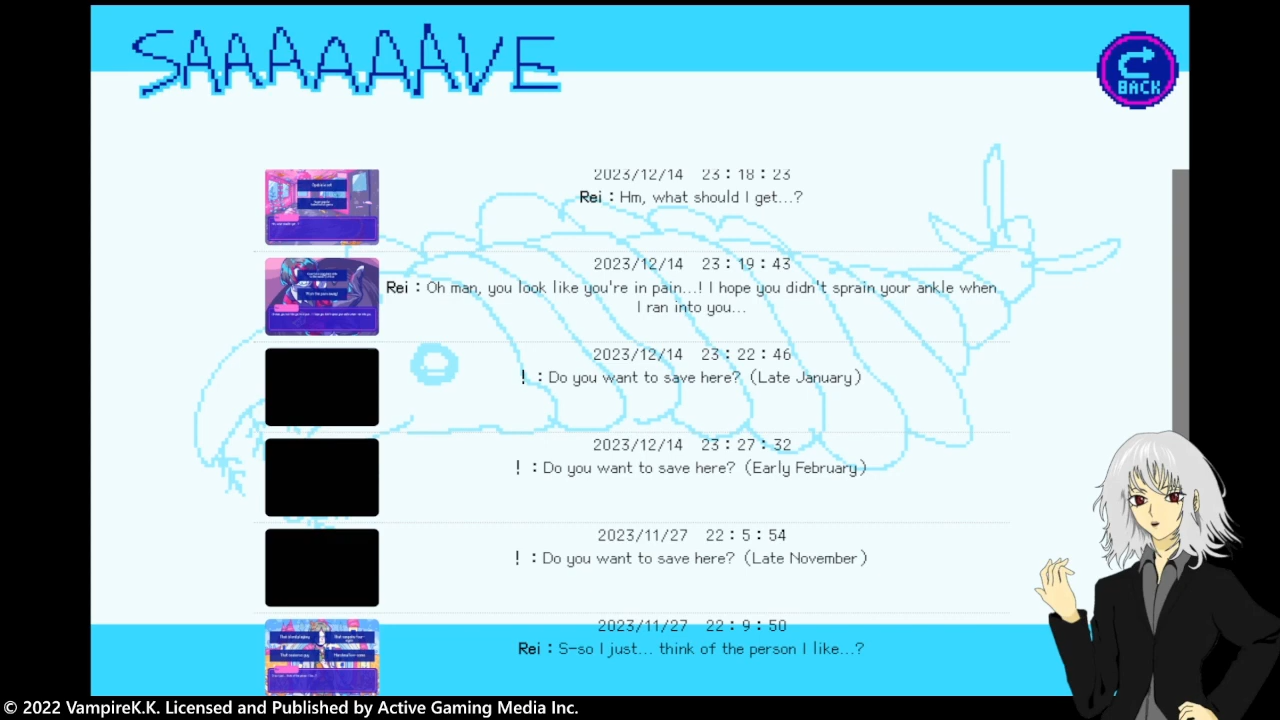 SAAAAAAVE
BACK
2023/12/14 23:18:23
Rei : Hm, what should I get...?
2023/12/14 23:19:43
Rei : Oh man, you look like you're in pain...! I hope you didn't sprain your ankle when
I ran into you...
2023/12/14 23:22:46
! : Do you want to save here? (Late January)
2023/12/14 23:27:32
! : Do you want to save here? (Early February)
2023/11/27 22:5:54
! : Do you want to save here? (Late November)
2023/11/27 22:9:50
Rei : S-so I just... think of the person I like...?
© 2022 VampireK.K. Licensed and Published by Active Gaming Media Inc.